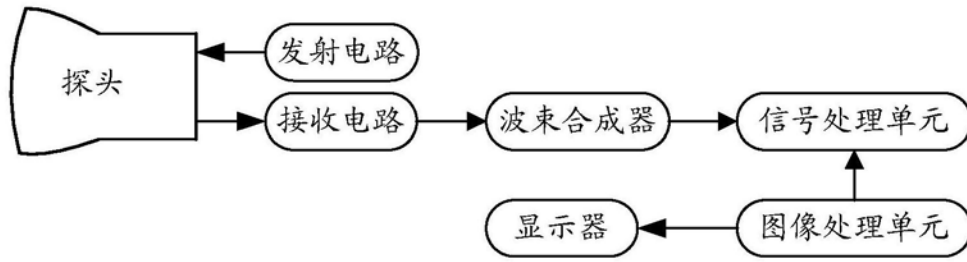 发射电路
探头
接收电路
波束合成器
信号处理单元
显示器
图像处理单元